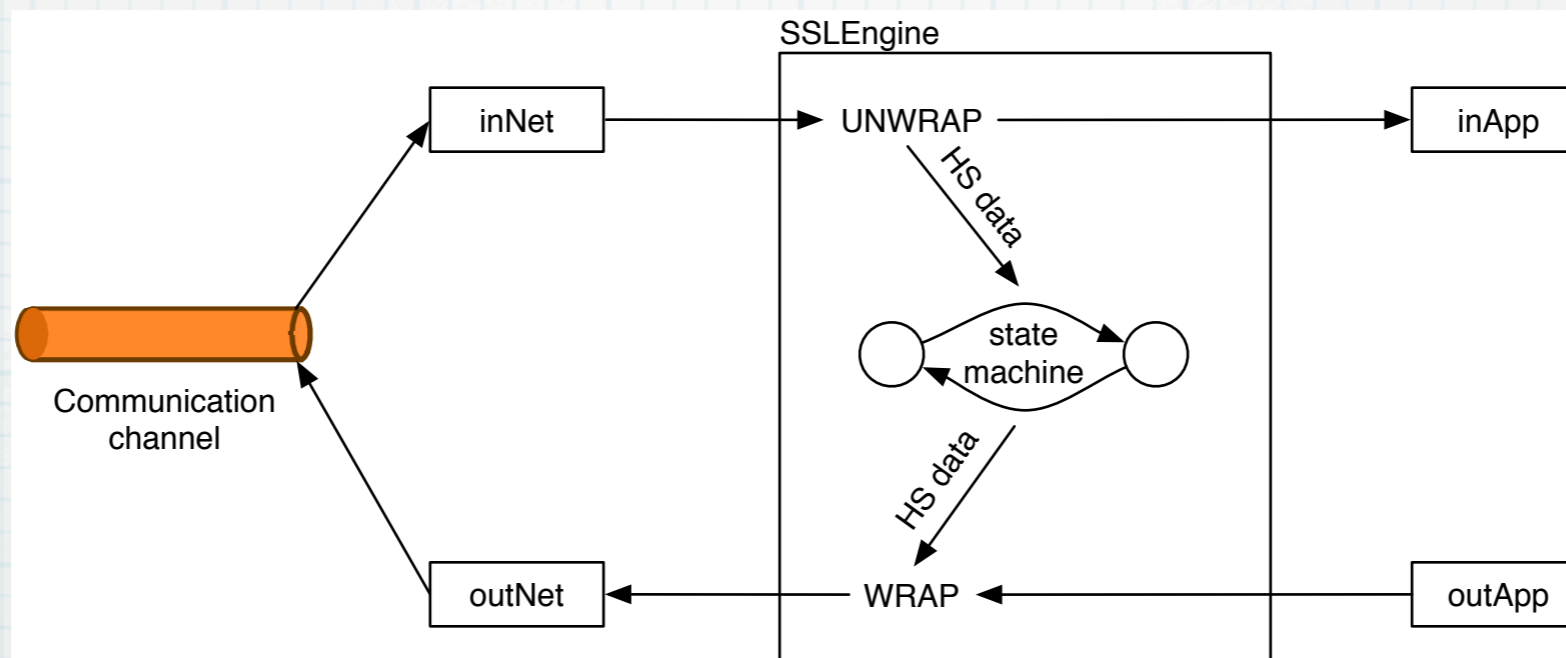 SSLEngine
inNet
UNWRAP
inApp
HS data
state
machine
Communication
channel
HS data
outNet
WRAP
outApp